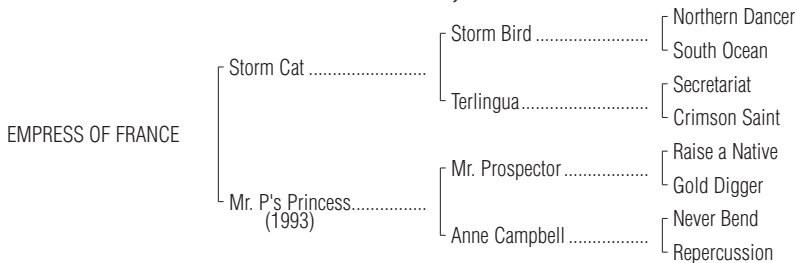 Northern Dancer
Storm Bird ........................
South Ocean
Storm Cat .........................
Secretariat
Terlingua...........................
Crimson Saint
EMPRESS OF FRANCE
Raise a Native
Mr. Prospector ..................
Gold Digger
Mr. P's Princess................
(1993)
Never Bend
Anne Campbell .................
Repercussion